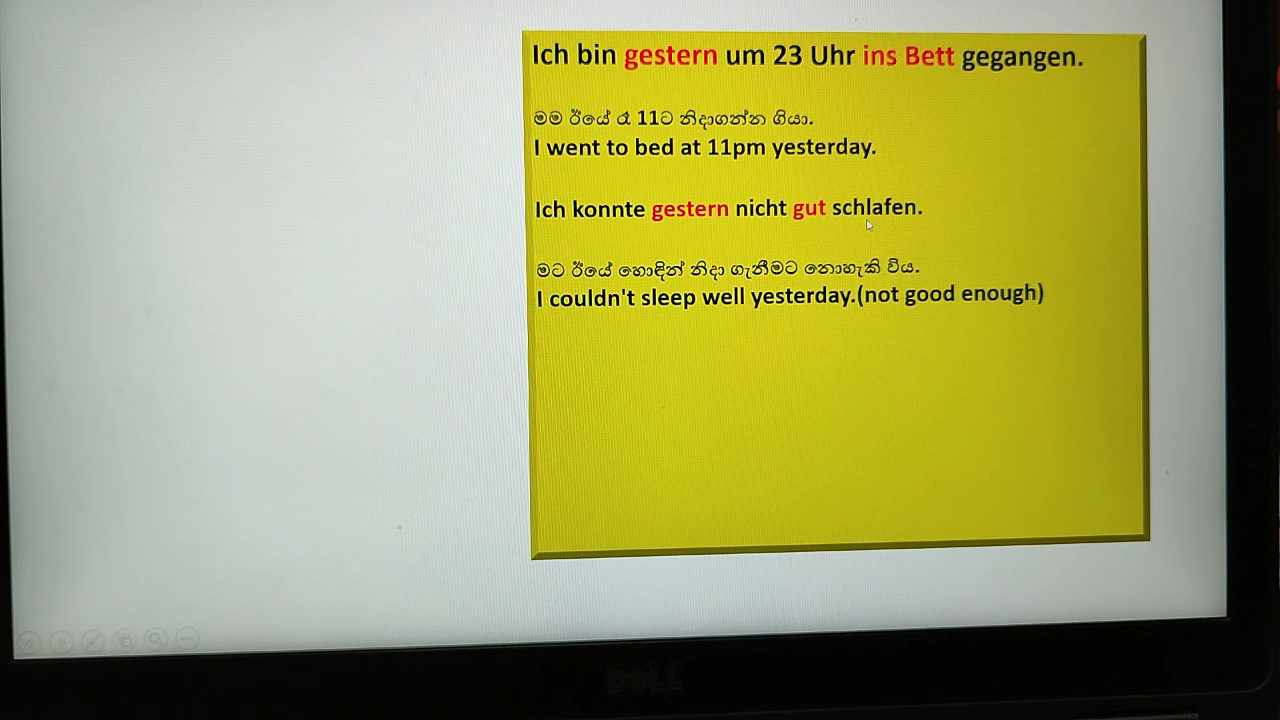 Ich bin gestern um 23 Uhr ins Bett gegangen.
මම ඊයේ රෑ 11ට නිදාගන්න ගියා.
I went to bed at 11pm yesterday.
Ich konnte gestern nicht gut schlafen.
මට ඊයේ හොඳින් නිදා ගැනීමට නොහැකි විය.
I couldn't sleep well yesterday.(not good enough)
DELL